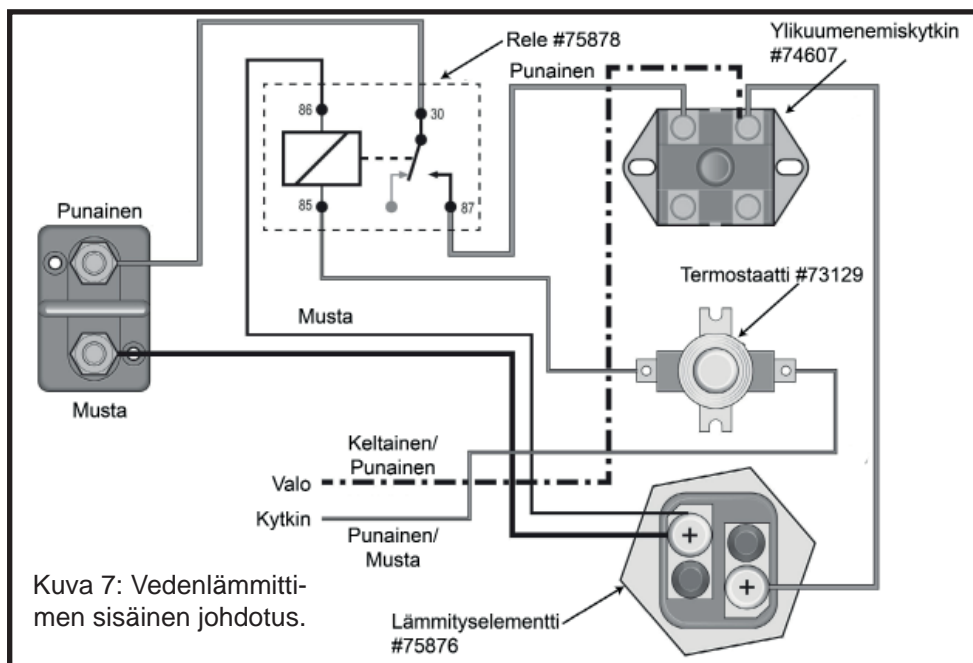 Rele #75878
Ylikuumenemiskytkin
#74607
Punainen
86
30
85
87
Punainen
Termostaatti #73129
Musta
Musta
Keltainen/
Punainen
Valo
Kytkin
Punainen/
Musta
Kuva 7: Vedenlämmitti-
men sisäinen johdotus.
Lämmityselementti
#75876